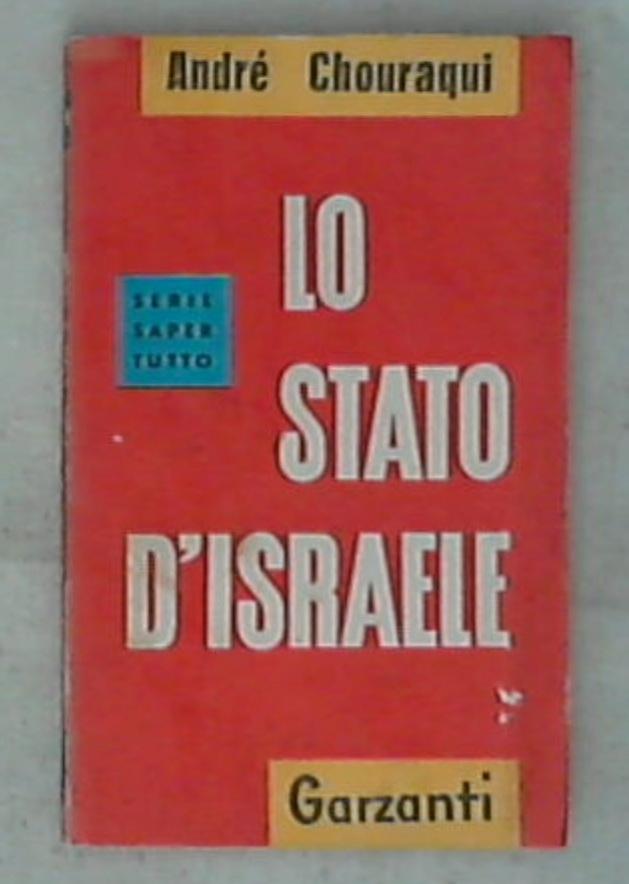 André Chouraqui
LO
SERIE
SAPER
TUTTO
STATO
D'ISRAELE
Garzanti